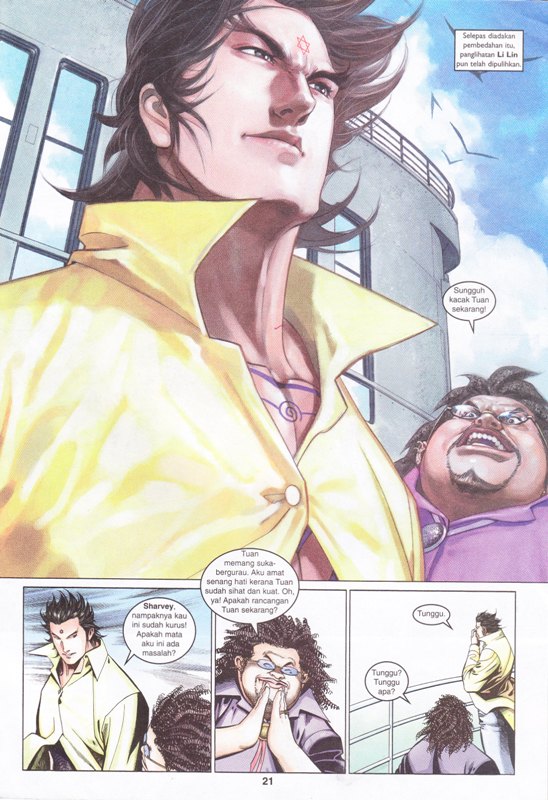 Selepas diadakan
pembedahan itu,
penglihatan Li Lin
pun telah dipulihkan.
Sungguh
kacak Tuan
sekarang!
Sharvey,
nampaknya kau
ini sudah kurus!
Apakah mata
aku ini ada
masalah?
Tuan
memang suka-
bergurau. Aku amat
senang hati kerana Tuan
sudah sihat dan kuat. Oh,
ya! Apakah rancangan
Tuan sekarang?
Tunggu.
Tunggu?
Tunggu
apa?
21